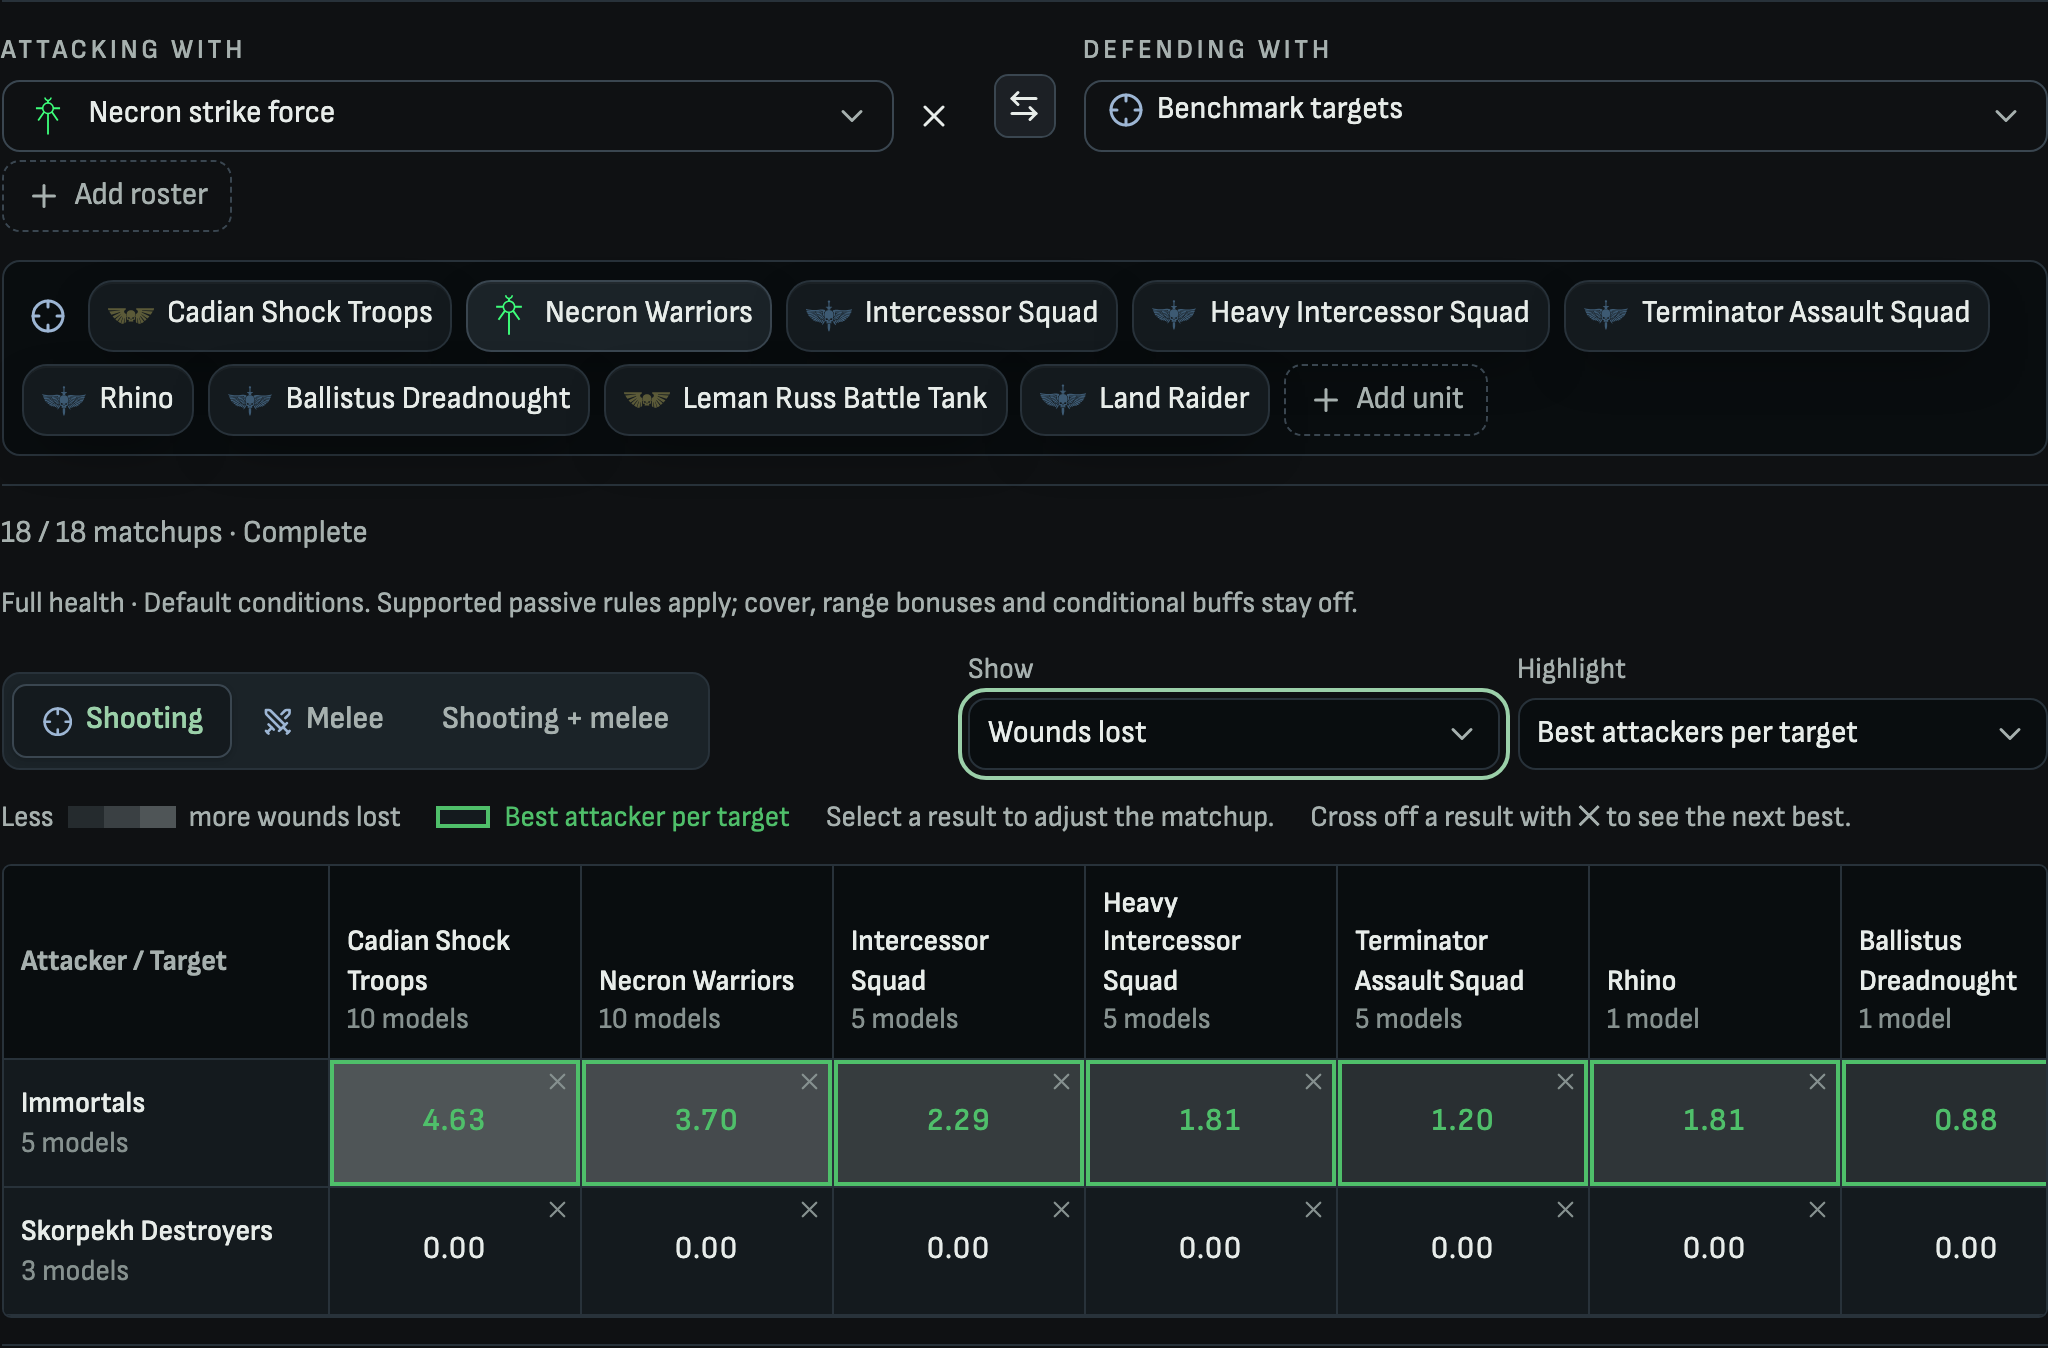 ATTACKING WITH
DEFENDING WITH
Necron strike force
Benchmark targets
Add roster
Cadian Shock Troops
Necron Warriors
Intercessor Squad
Heavy Intercessor Squad
Terminator Assault Squad
Rhino
Ballistus Dreadnought
Leman Russ Battle Tank
Land Raider
Add unit
18 / 18 matchups · Complete
Full health · Default conditions. Supported passive rules apply; cover, range bonuses and conditional buffs stay off.
Shooting
Melee
Shooting + melee
Show
Wounds lost
Highlight
Best attackers per target
Less
more wounds lost
Best attacker per target
Select a result to adjust the matchup.
Cross off a result with ✕ to see the next best.
Attacker / Target
Cadian Shock
Troops
10 models
Necron Warriors
10 models
Intercessor
Squad
5 models
Heavy
Intercessor
Squad
5 models
Terminator
Assault Squad
5 models
Rhino
1 model
Ballistus
Dreadnought
1 model
Immortals
5 models
4.63
3.70
2.29
1.81
1.20
1.81
0.88
Skorpekh Destroyers
3 models
0.00
0.00
0.00
0.00
0.00
0.00
0.00